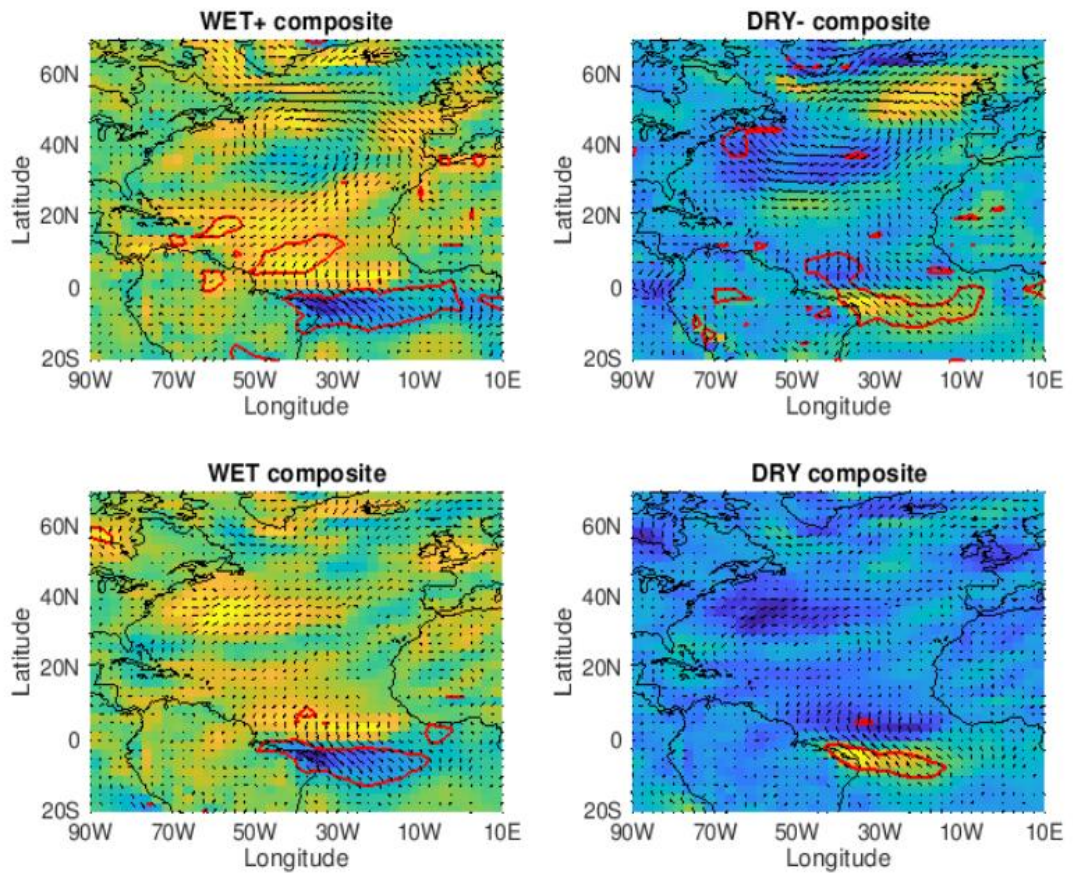 WET+ composite
60N
40N
20N
0
20S
90W 70W 50W 30W 10W 10E
Longitude
Latitude
DRY- composite
60N
40N
20N
0
20S
90W 70W 50W 30W 10W 10E
Longitude
Latitude
WET composite
60N
40N
20N
0
20S
90W 70W 50W 30W 10W 10E
Longitude
Latitude
DRY composite
60N
40N
20N
0
20S
90W 70W 50W 30W 10W 10E
Longitude
Latitude